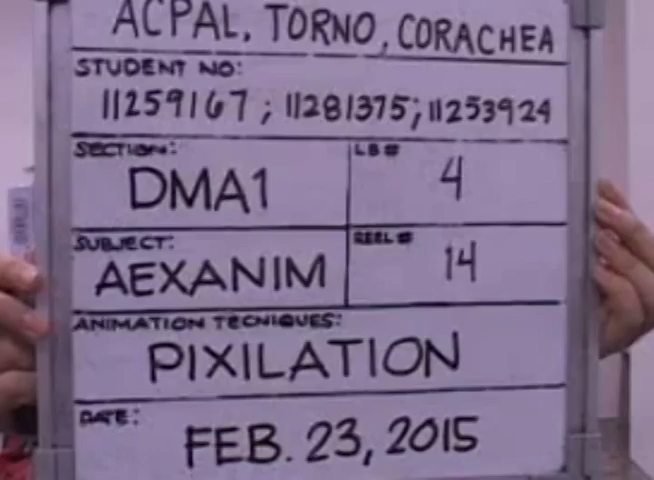 ACPAL, TORNO, CORACHEA
STUDENT NO:
11259167; 11281375; 11253924
SECTION:
DMA1
LB#
4
SUBJECT:
AEXANIM
REEL#
14
ANIMATION TECNIQUES:
PIXILATION
DATE:
FEB. 23, 2015